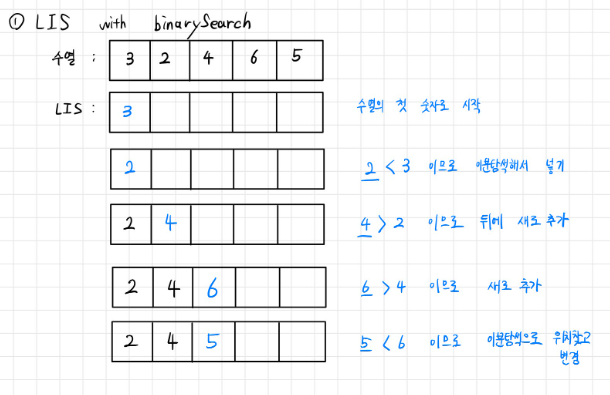 ① LIS with binarySearch
수열 : 3 2 4 6 5
LIS : 3 수열의 첫 숫자로 시작
2 2 < 3 이므로 이분탐색해서 넣기
2 4 4 > 2 이므로 뒤에 새로 추가
2 4 6 6 > 4 이므로 새로 추가
2 4 5 5 < 6 이므로 이분탐색으로 위치찾고
변경